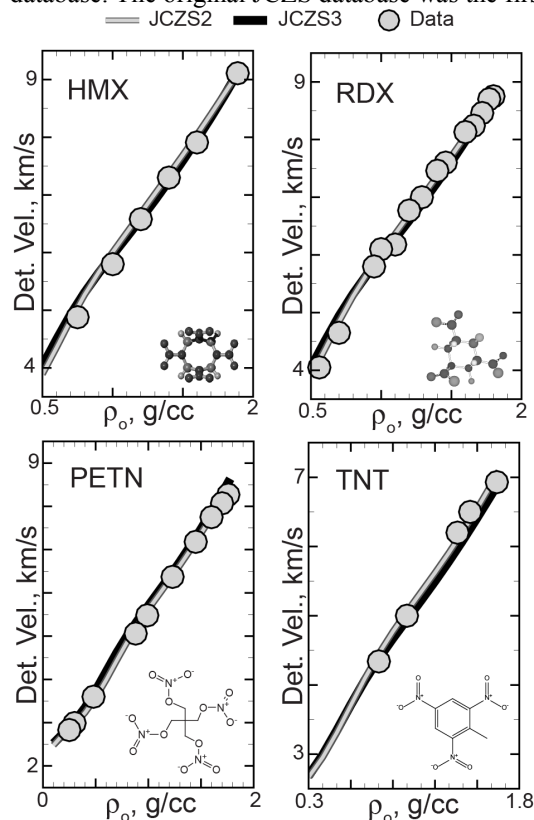 database. The original JCZS database was the firs
JCZS2 JCZS3 Data
HMX
9
4
Det. Vel., km/s
0.5 2
ρo, g/cc
RDX
9
4
Det. Vel., km/s
0.5 2
ρo, g/cc
PETN
9
2
Det. Vel., km/s
0 2
ρo, g/cc
O N+ O-
O
-O N+ O
O
O N+ O-
O
O N+ O
O-
TNT
7
3
Det. Vel., km/s
0.3 1.8
ρo, g/cc
O
N+
-O
O
N+ O-
-O N+ O